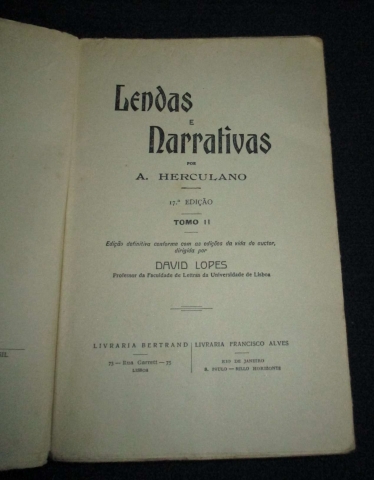 Lendas
E
Narrativas
POR
A. HERCULANO
17.ª EDIÇÃO
TOMO II
Edição definitiva conforme com as edições da vida do auctor,
dirigida por
DAVID LOPES
Professor da Faculdade de Letras da Universidade de Lisboa
LIVRARIA BERTRAND
73 — Rua Garrett — 75
LISBOA
LIVRARIA FRANCISCO ALVES
RIO DE JANEIRO
S. PAULO — BELLO HORIZONTE